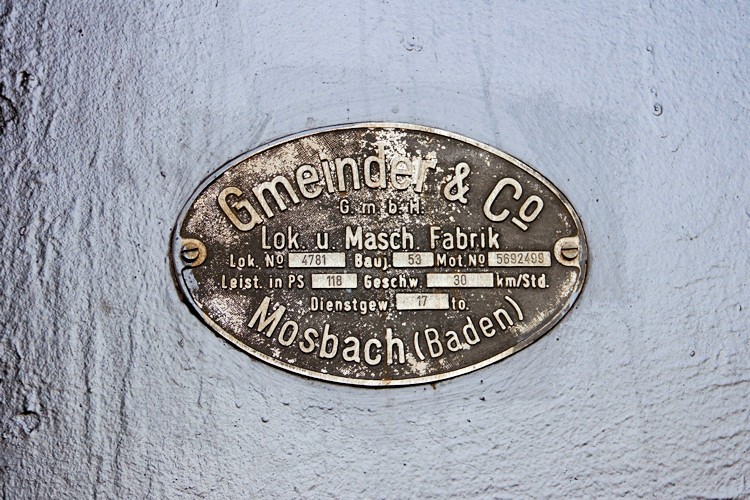 Gmeinder & Co
G.m.b.H.
Lok. u. Masch. Fabrik
Lok. No 4781 Bauj. 53 Mot. No 5692499
Leist. in PS 118 Geschw. 30 km/Std.
Dienstgew. 17 to.
Mosbach (Baden)